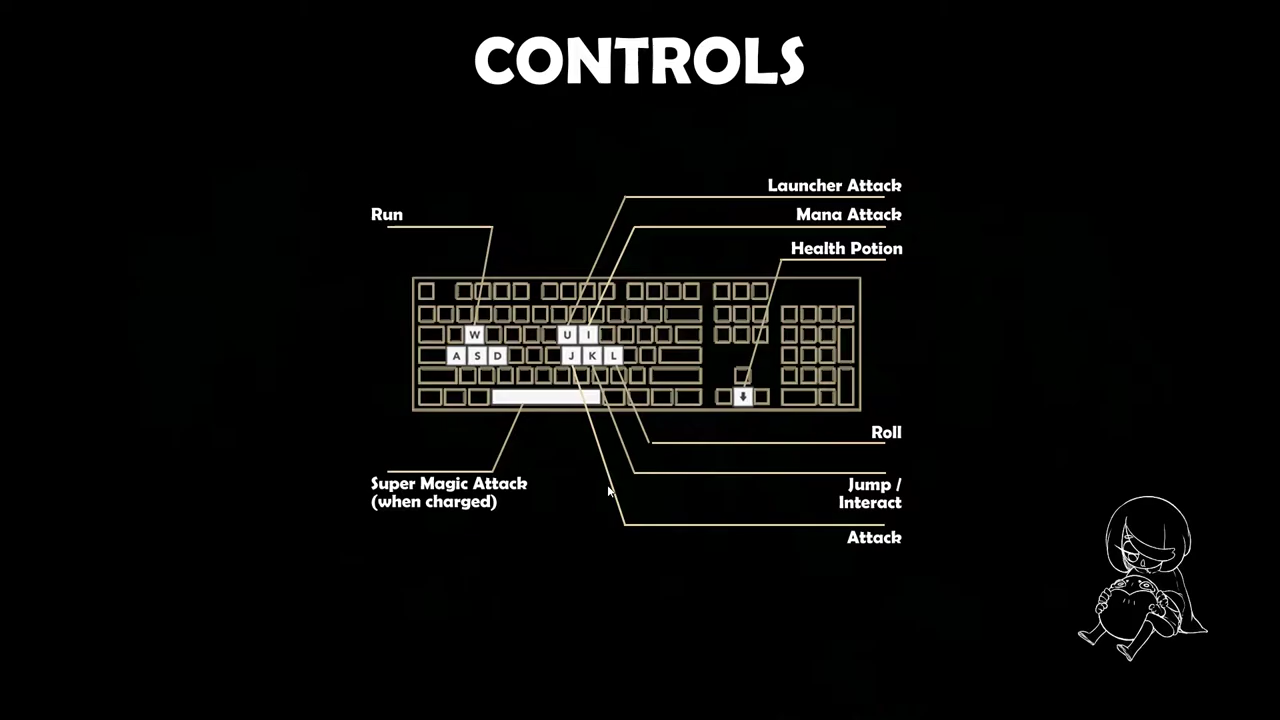 CONTROLS
Launcher Attack
Run
Mana Attack
Health Potion
W
U I
A S D
J K L
Roll
Super Magic Attack
(when charged)
Jump /
Interact
Attack